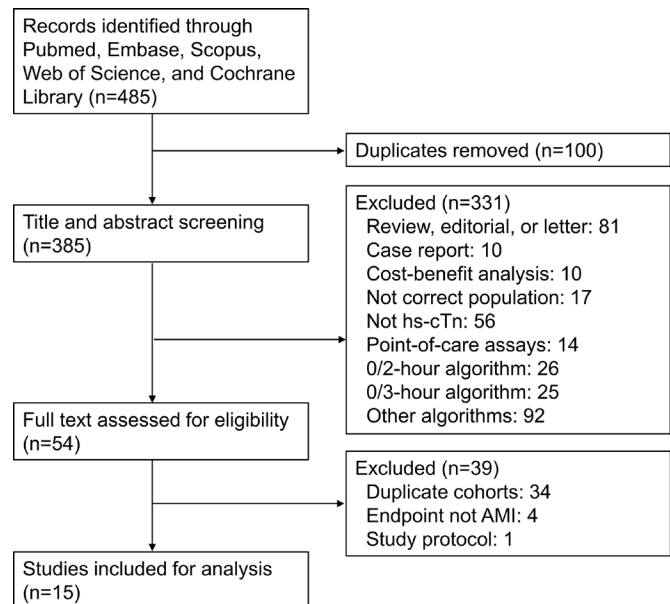 Records identified through
Pubmed, Embase, Scopus,
Web of Science, and Cochrane
Library (n=485)
Duplicates removed (n=100)
Title and abstract screening
(n=385)
Excluded (n=331)
Review, editorial, or letter: 81
Case report: 10
Cost-benefit analysis: 10
Not correct population: 17
Not hs-cTn: 56
Point-of-care assays: 14
0/2-hour algorithm: 26
0/3-hour algorithm: 25
Other algorithms: 92
Full text assessed for eligibility
(n=54)
Excluded (n=39)
Duplicate cohorts: 34
Endpoint not AMI: 4
Study protocol: 1
Studies included for analysis
(n=15)